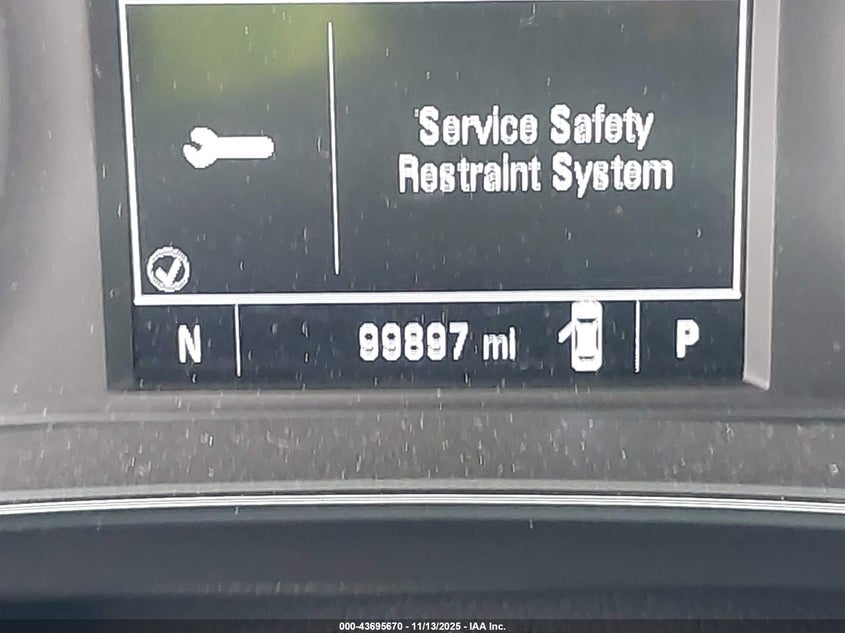 Service Safety
Restraint System
N 99897 mi P
000-43695670 - 11/13/2025 - IAA Inc.